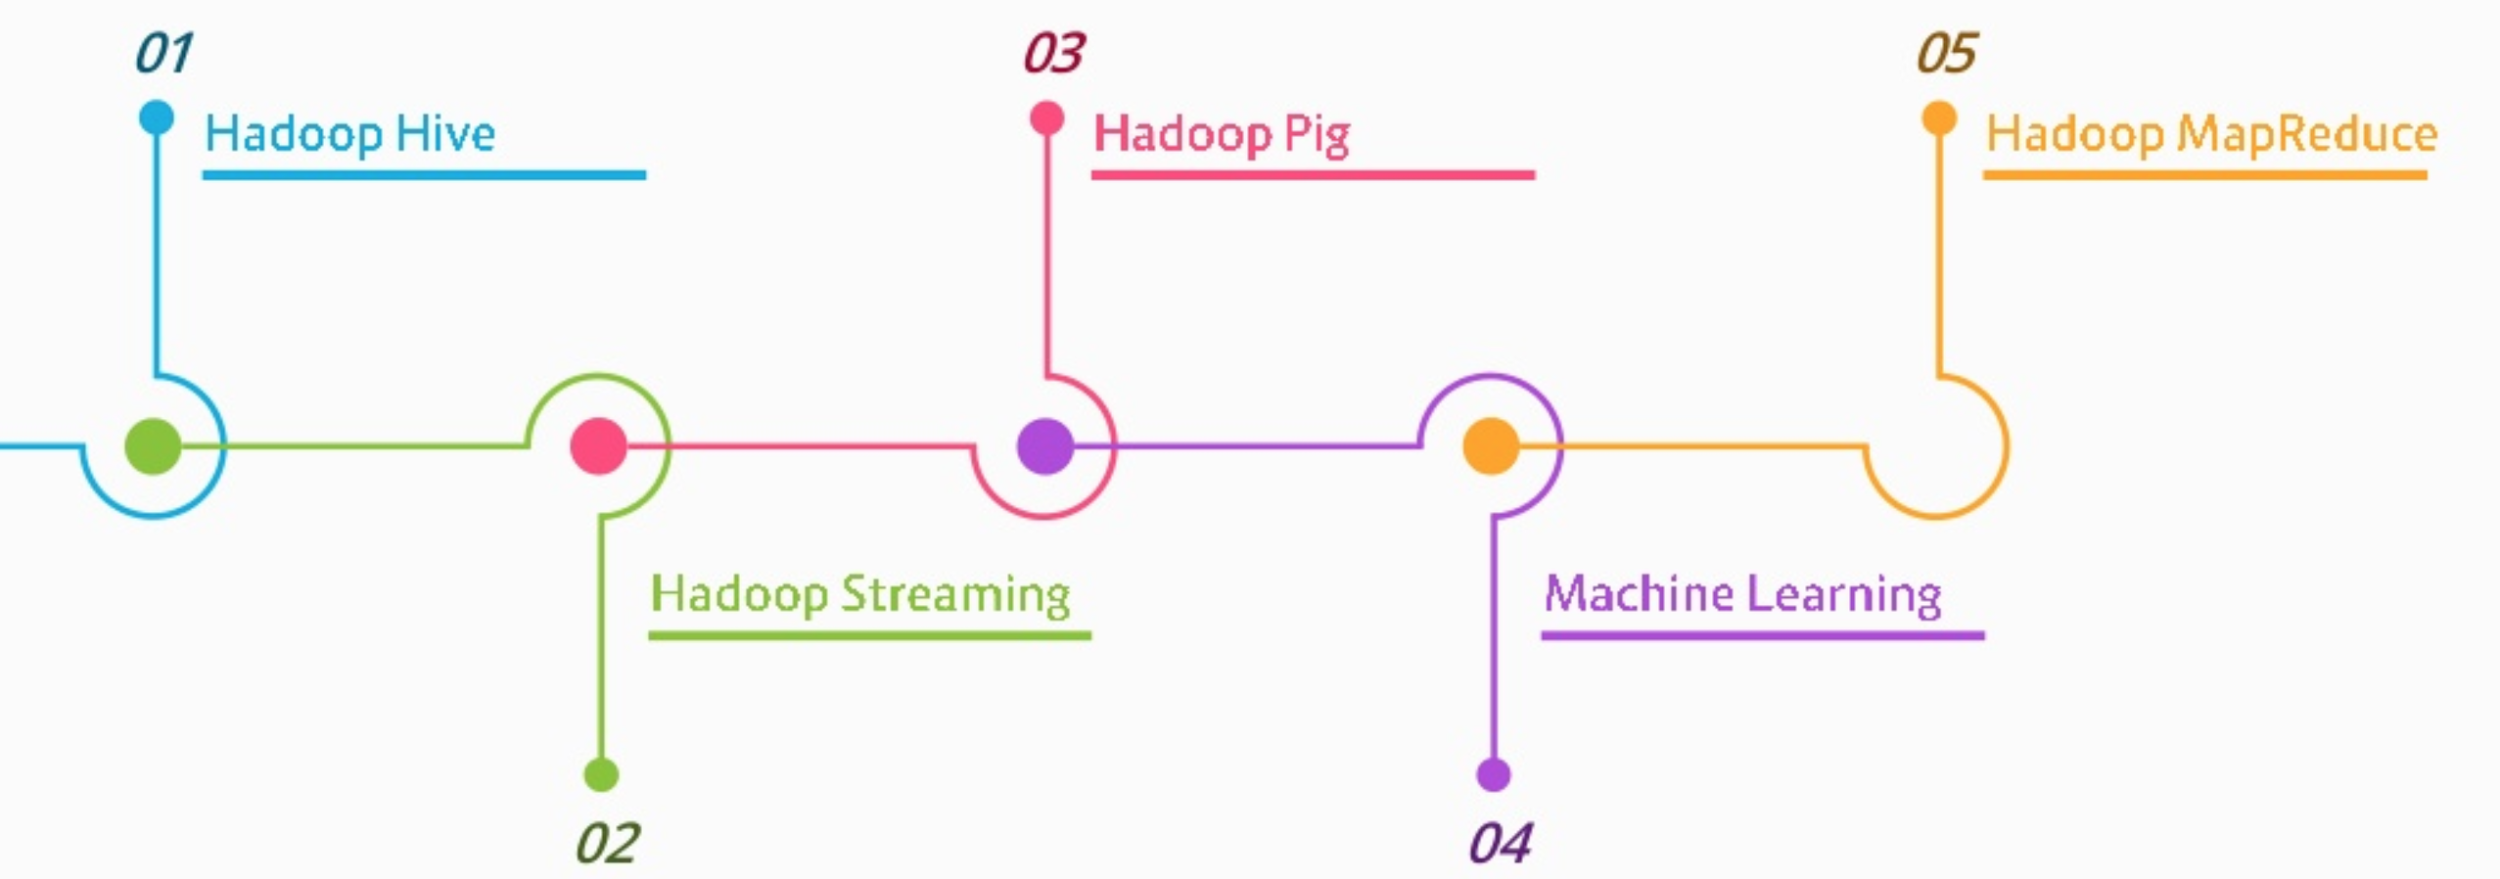 01
Hadoop Hive
02
Hadoop Streaming
03
Hadoop Pig
04
Machine Learning
05
Hadoop MapReduce